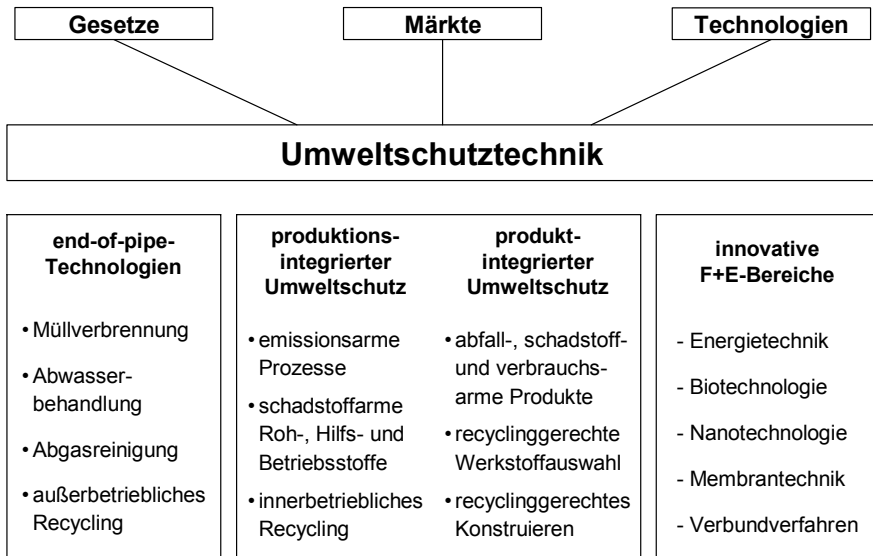 Gesetze
Märkte
Technologien
Umweltschutztechnik
end-of-pipe-
Technologien
• Müllverbrennung
• Abwasser-
behandlung
• Abgasreinigung
• außerbetriebliches
Recycling
produktions-
integrierter
Umweltschutz
• emissionsarme
Prozesse
• schadstoffarme
Roh-, Hilfs- und
Betriebsstoffe
• innerbetriebliches
Recycling
produkt-
integrierter
Umweltschutz
• abfall-, schadstoff-
und verbrauchs-
arme Produkte
• recyclinggerechte
Werkstoffauswahl
• recyclinggerechtes
Konstruieren
innovative
F+E-Bereiche
- Energietechnik
- Biotechnologie
- Nanotechnologie
- Membrantechnik
- Verbundverfahren